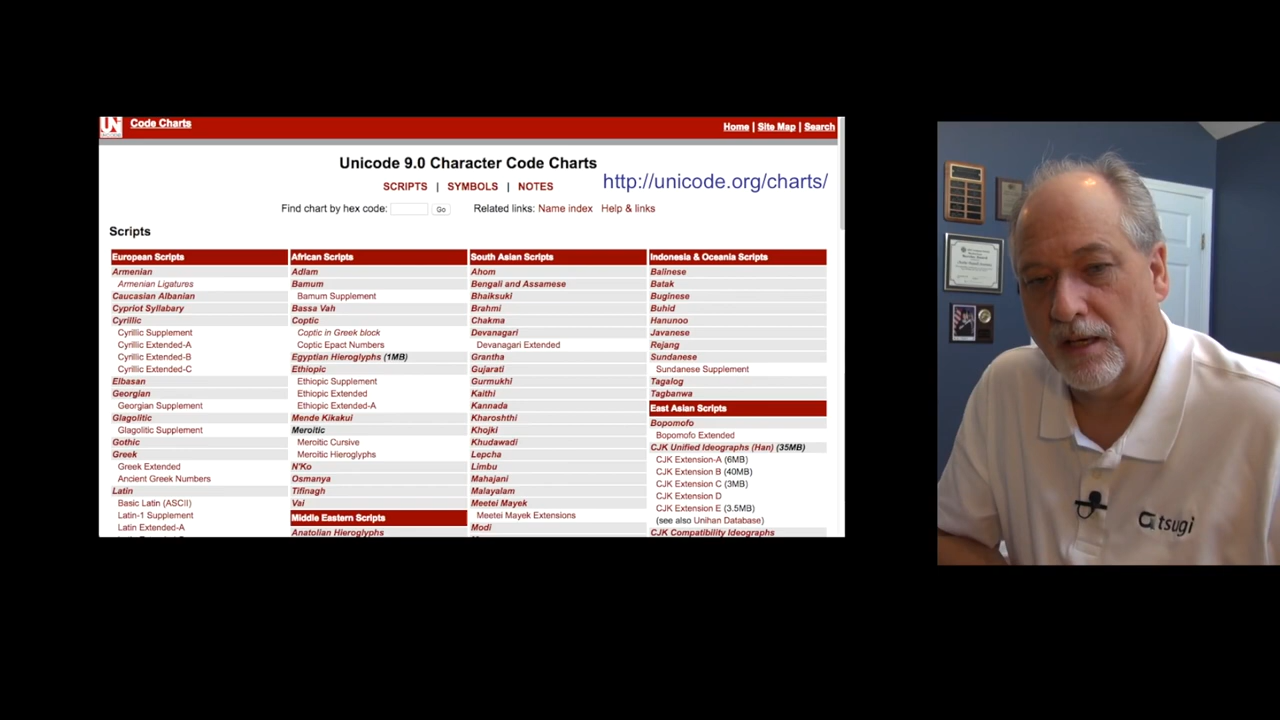 Code Charts
Home | Site Map | Search
Unicode 9.0 Character Code Charts
SCRIPTS | SYMBOLS | NOTES
http://unicode.org/charts/
Find chart by hex code: Go Related links: Name index Help & links
Scripts
European Scripts
Armenian
Armenian Ligatures
Caucasian Albanian
Cypriot Syllabary
Cyrillic
Cyrillic Supplement
Cyrillic Extended-A
Cyrillic Extended-B
Cyrillic Extended-C
Elbasan
Georgian
Georgian Supplement
Glagolitic
Glagolitic Supplement
Gothic
Greek
Greek Extended
Ancient Greek Numbers
Latin
Basic Latin (ASCII)
Latin-1 Supplement
Latin Extended-A
African Scripts
Adlam
Bamum
Bamum Supplement
Bassa Vah
Coptic
Coptic in Greek block
Coptic Epact Numbers
Egyptian Hieroglyphs (1MB)
Ethiopic
Ethiopic Supplement
Ethiopic Extended
Ethiopic Extended-A
Mende Kikakui
Meroitic
Meroitic Cursive
Meroitic Hieroglyphs
N'Ko
Osmanya
Tifinagh
Vai
Middle Eastern Scripts
Anatolian Hieroglyphs
South Asian Scripts
Ahom
Bengali and Assamese
Bhaiksuki
Brahmi
Chakma
Devanagari
Devanagari Extended
Grantha
Gujarati
Gurmukhi
Kaithi
Kannada
Kharoshthi
Khojki
Khudawadi
Lepcha
Limbu
Mahajani
Malayalam
Meetei Mayek
Meetei Mayek Extensions
Modi
Indonesia & Oceania Scripts
Balinese
Batak
Buginese
Buhid
Hanunoo
Javanese
Rejang
Sundanese
Sundanese Supplement
Tagalog
Tagbanwa
East Asian Scripts
Bopomofo
Bopomofo Extended
CJK Unified Ideographs (Han) (35MB)
CJK Extension-A (6MB)
CJK Extension B (40MB)
CJK Extension C (3MB)
CJK Extension D
CJK Extension E (3.5MB)
(see also Unihan Database)
CJK Compatibility Ideographs
tsugi